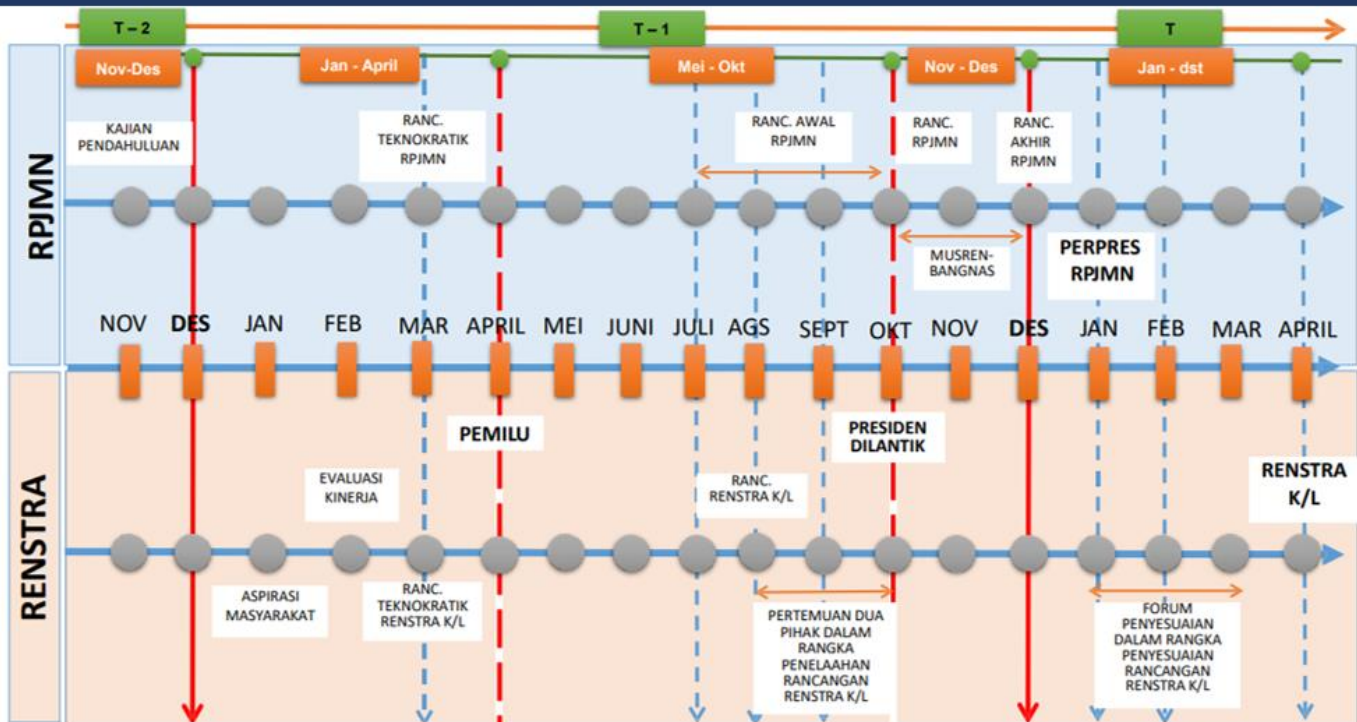 T – 2
T – 1
T
Nov-Des
Jan - April
Mei - Okt
Nov - Des
Jan - dst
RPJMN
KAJIAN
PENDAHULUAN
RANC.
TEKNOKRATIK
RPJMN
RANC. AWAL
RPJMN
RANC.
RPJMN
RANC.
AKHIR
RPJMN
MUSREN-
BANGNAS
PERPRES
RPJMN
NOV
DES
JAN
FEB
MAR
APRIL
MEI
JUNI
JULI
AGS
SEPT
OKT
NOV
DES
JAN
FEB
MAR
APRIL
RENSTRA
PEMILU
PRESIDEN
DILANTIK
EVALUASI
KINERJA
RANC.
RENSTRA K/L
RENSTRA
K/L
ASPIRASI
MASYARAKAT
RANC.
TEKNOKRATIK
RENSTRA K/L
PERTEMUAN DUA
PIHAK DALAM
RANGKA
PENELAAHAN
RANCANGAN
RENSTRA K/L
FORUM
PENYESUAIAN
DALAM RANGKA
PENYESUAIAN
RANCANGAN
RENSTRA K/L